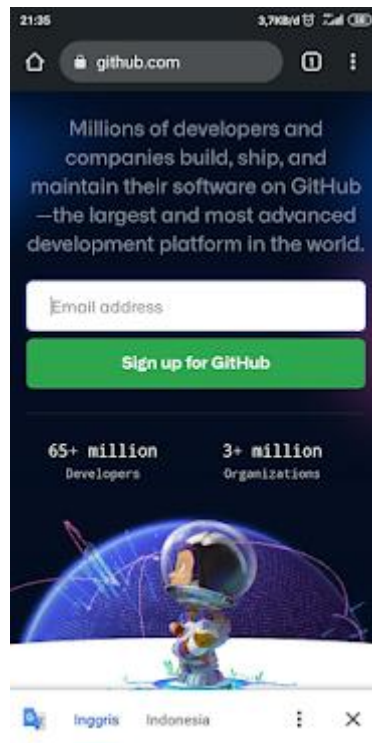 21:35 3,7KB/d
github.com 1
Millions of developers and
companies build, ship, and
maintain their software on GitHub
—the largest and most advanced
development platform in the world.
Email address
Sign up for GitHub
65+ million 3+ million
Developers Organizations
Inggris Indonesia